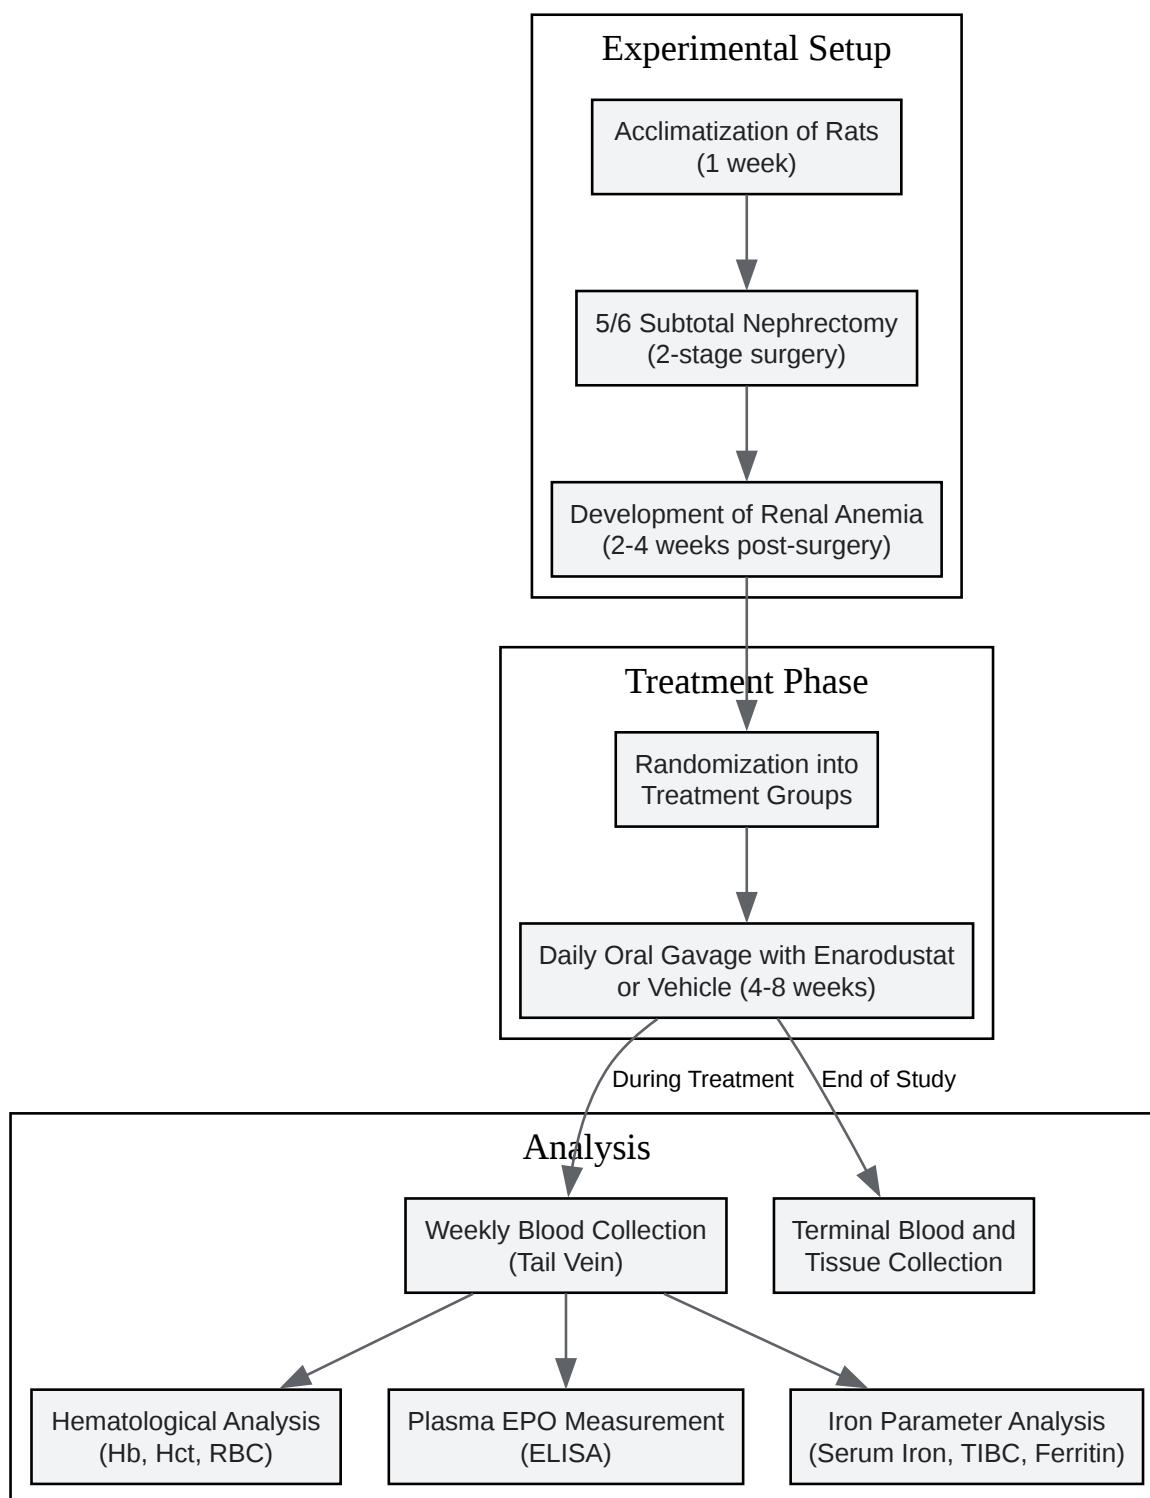 Experimental Setup
Acclimatization of Rats
(1 week)
5/6 Subtotal Nephrectomy
(2-stage surgery)
Development of Renal Anemia
(2-4 weeks post-surgery)
Treatment Phase
Randomization into
Treatment Groups
Daily Oral Gavage with Enarodustat
or Vehicle (4-8 weeks)
During Treatment
End of Study
Analysis
Weekly Blood Collection
(Tail Vein)
Terminal Blood and
Tissue Collection
Hematological Analysis
(Hb, Hct, RBC)
Plasma EPO Measurement
(ELISA)
Iron Parameter Analysis
(Serum Iron, TIBC, Ferritin)